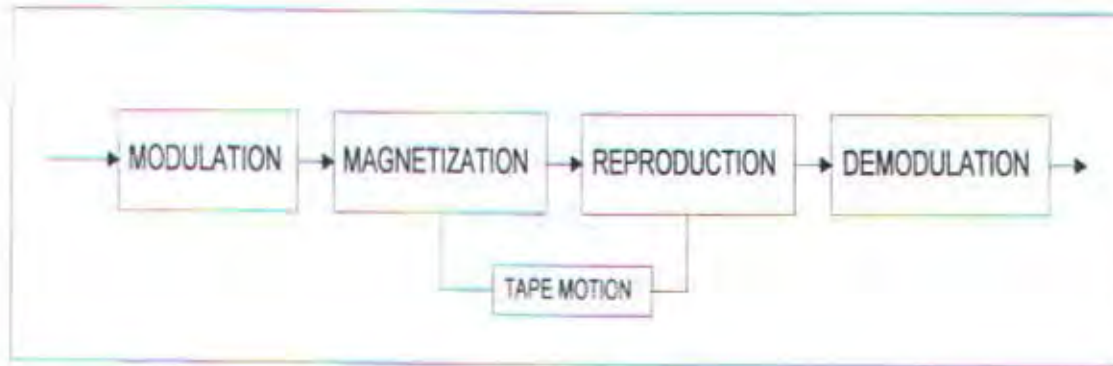 MODULATION
MAGNETIZATION
REPRODUCTION
DEMODULATION
TAPE MOTION